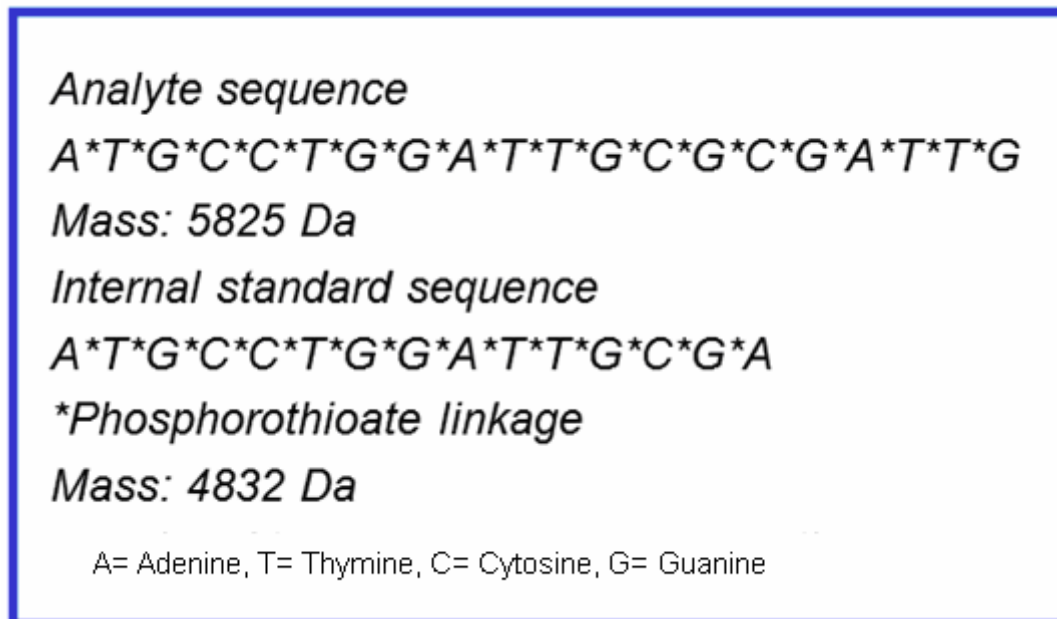 Analyte sequence
A*T*G*C*C*T*G*G*A*T*T*G*C*G*C*G*A*T*T*G
Mass: 5825 Da
Internal standard sequence
A*T*G*C*C*T*G*G*A*T*T*G*C*G*A
*Phosphorothioate linkage
Mass: 4832 Da
A= Adenine, T= Thymine, C= Cytosine, G= Guanine